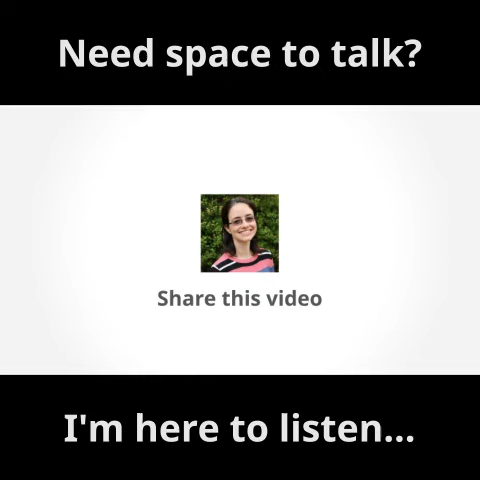 Need space to talk?
Share this video
I'm here to listen...